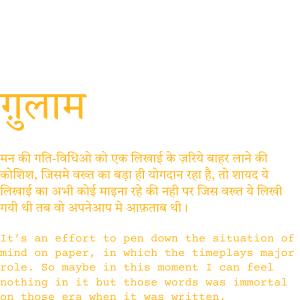 ग़ुलाम
मन की गति-विधिओ को एक लिखाई के ज़रिये बाहर लाने की
कोशिश, जिसमे वख्त का बड़ा ही योगदान रहा हैं, तो शायद ये
लिखाई का अभी कोई माइना रहे की नही पर जिस वख्त ये लिखी
गयी थी तब वो अपनेआप मे आफ़ताब थी।
It's an effort to pen down the situation of
mind on paper, in which the timeplays major
role. So maybe in this moment I can feel
nothing in it but those words was immortal
on those era when it was written.